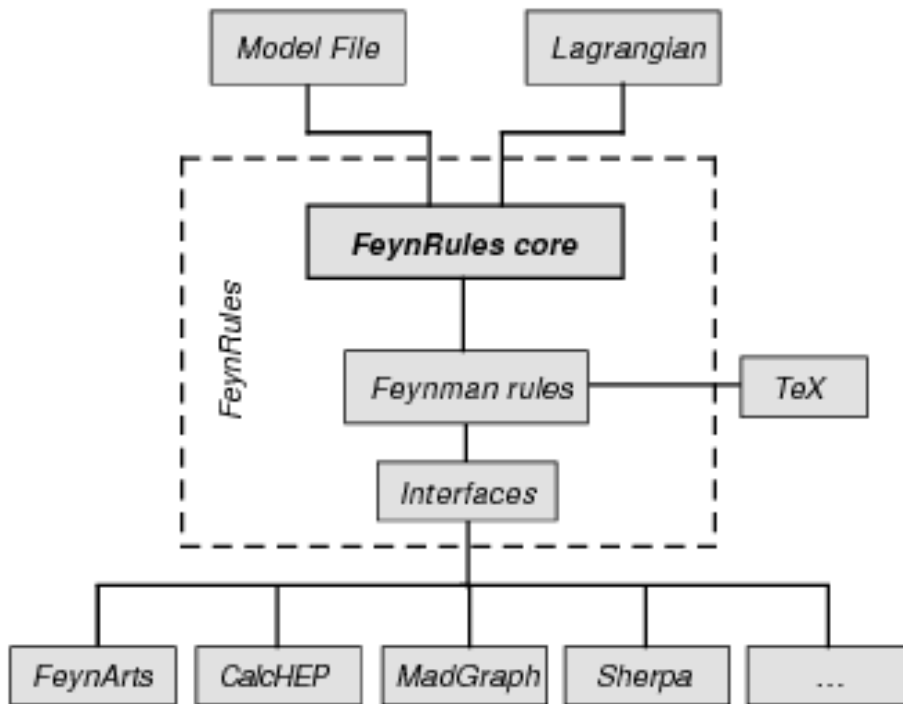 Model File
Lagrangian
FeynRules core
FeynRules
Feynman rules
TeX
Interfaces
FeynArts
CalcHEP
MadGraph
Sherpa
...